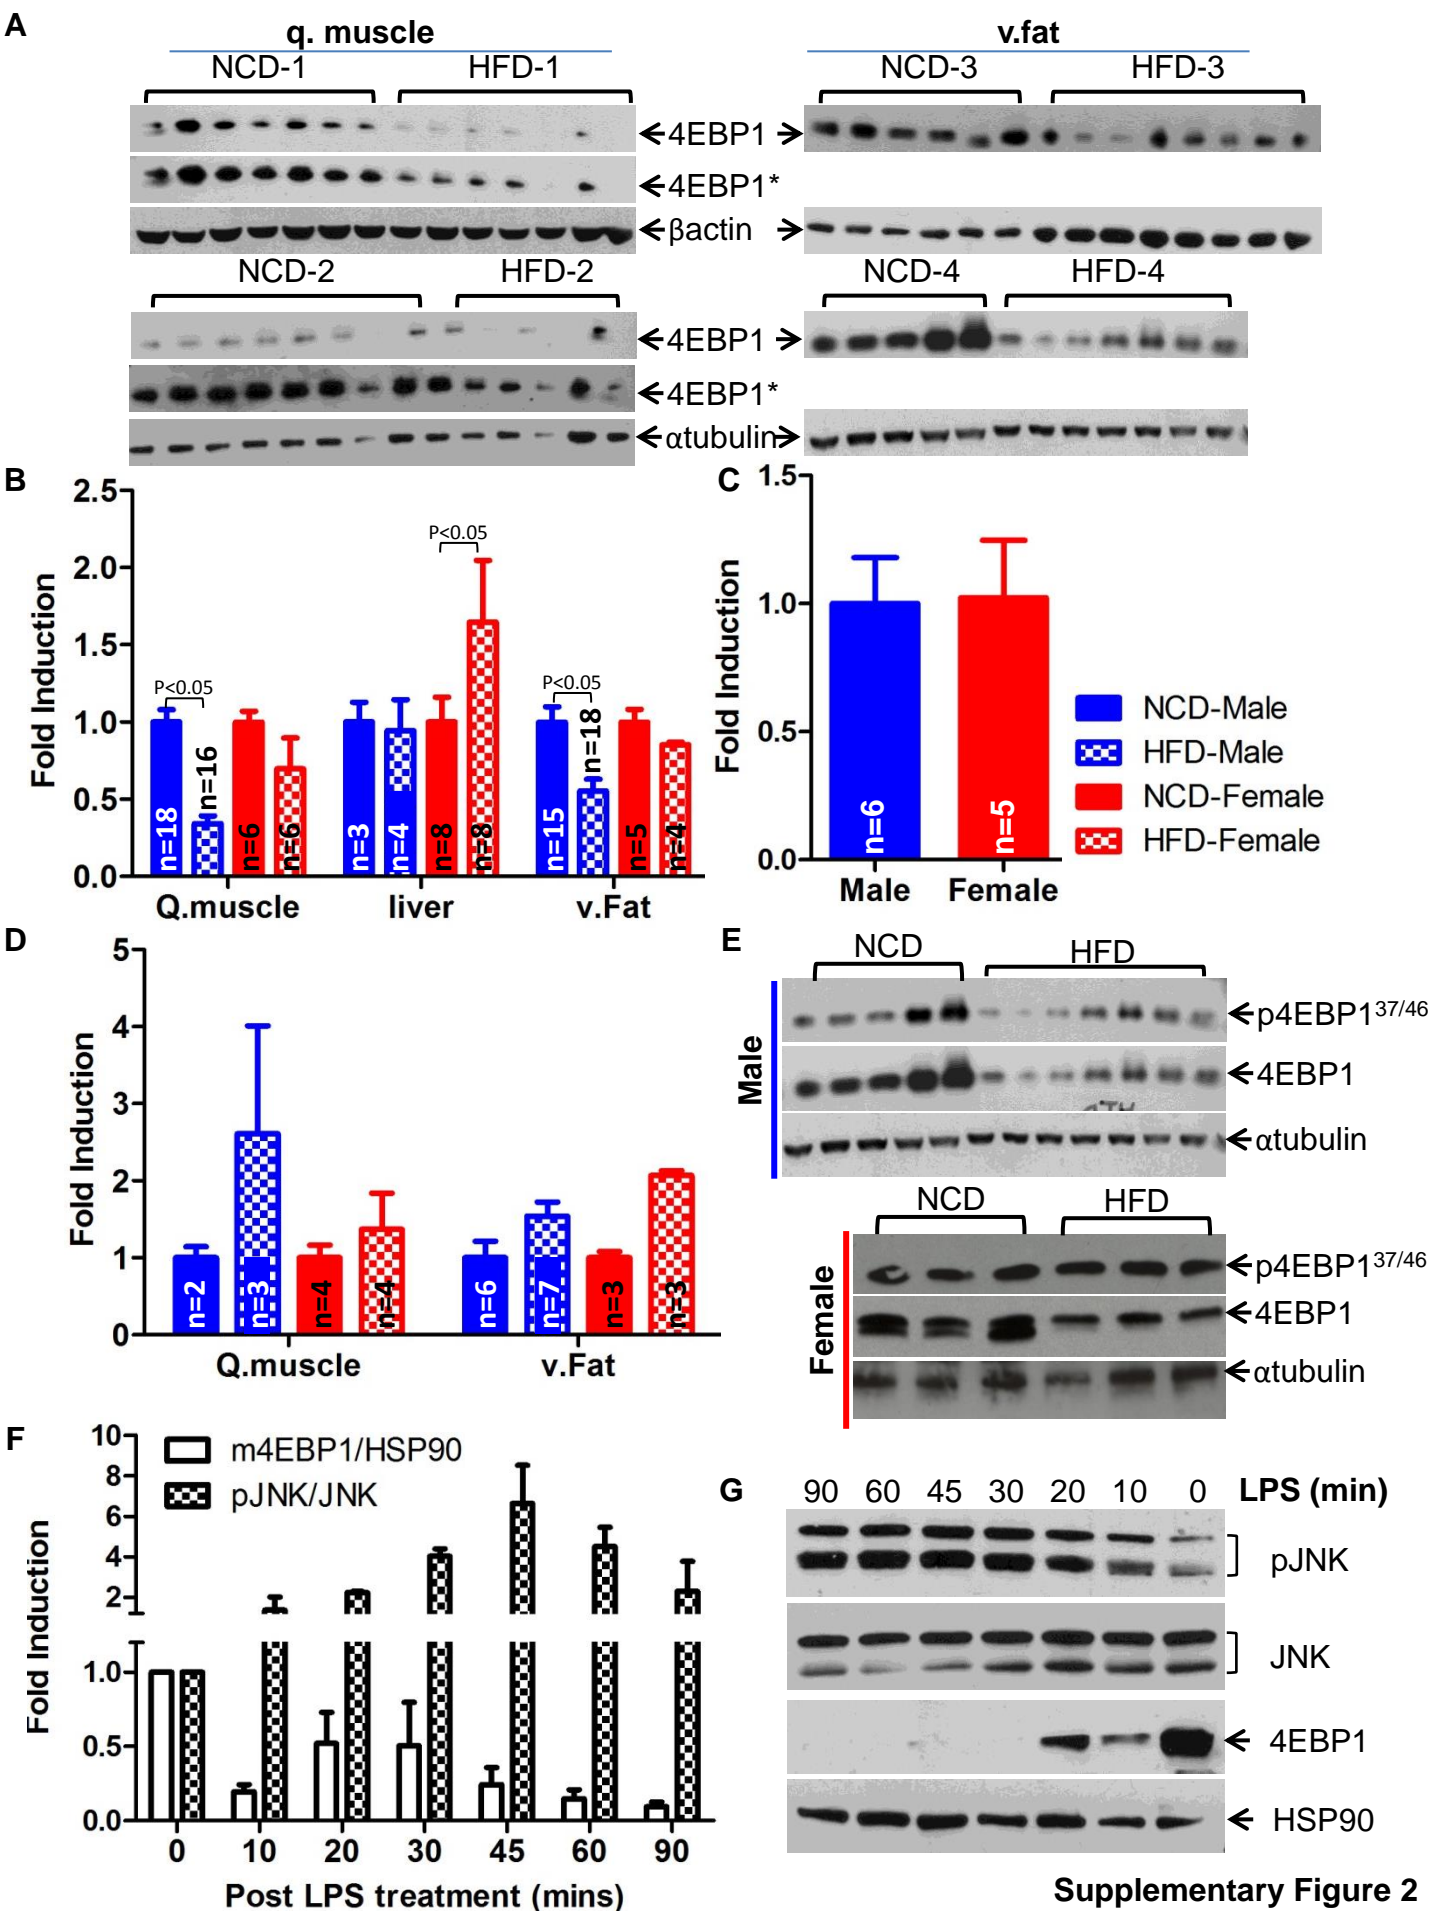 A
q. muscle
v.fat
NCD-1
HFD-1
NCD-3
HFD-3
4EBP1
4EBP1*
βactin
NCD-2
HFD-2
NCD-4
HFD-4
4EBP1
4EBP1*
αtubulin
B
Fold Induction
2.5
2.0
1.5
1.0
0.5
0.0
P<0.05
P<0.05
P<0.05
n=18
n=16
n=6
n=6
n=3
n=4
n=8
n=8
n=15
n=18
n=5
n=4
Q.muscle
liver
v.Fat
C
Fold Induction
1.5
1.0
0.5
0.0
n=6
n=5
Male
Female
NCD-Male
HFD-Male
NCD-Female
HFD-Female
D
Fold Induction
5
4
3
2
1
0
n=2
n=3
n=4
n=4
n=6
n=7
n=3
n=3
Q.muscle
v.Fat
E
NCD
HFD
Male
p4EBP137/46
4EBP1
αtubulin
NCD
HFD
Female
p4EBP137/46
4EBP1
αtubulin
F
Fold Induction
10
8
6
4
2
1.0
0.5
0.0
m4EBP1/HSP90
pJNK/JNK
0
10
20
30
45
60
90
Post LPS treatment (mins)
G
90 60 45 30 20 10 0 LPS (min)
pJNK
JNK
4EBP1
HSP90
Supplementary Figure 2